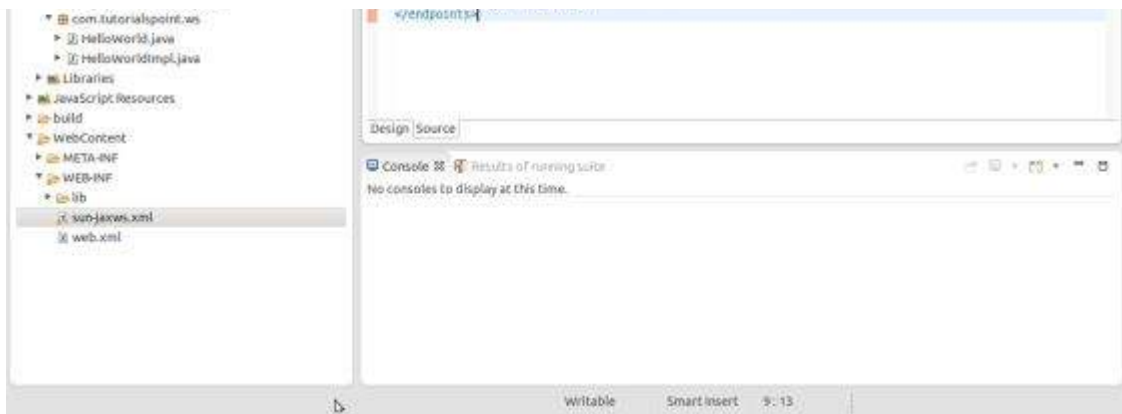 com.tutorialspoint.ws
HelloWorld.java
HelloWorldImpl.java
Libraries
JavaScript Resources
build
WebContent
META-INF
WEB-INF
lib
sun-jaxws.xml
web.xml
</endpoints>
Design Source
Console Results of running suite
No consoles to display at this time.
Writable Smart Insert 9 : 13